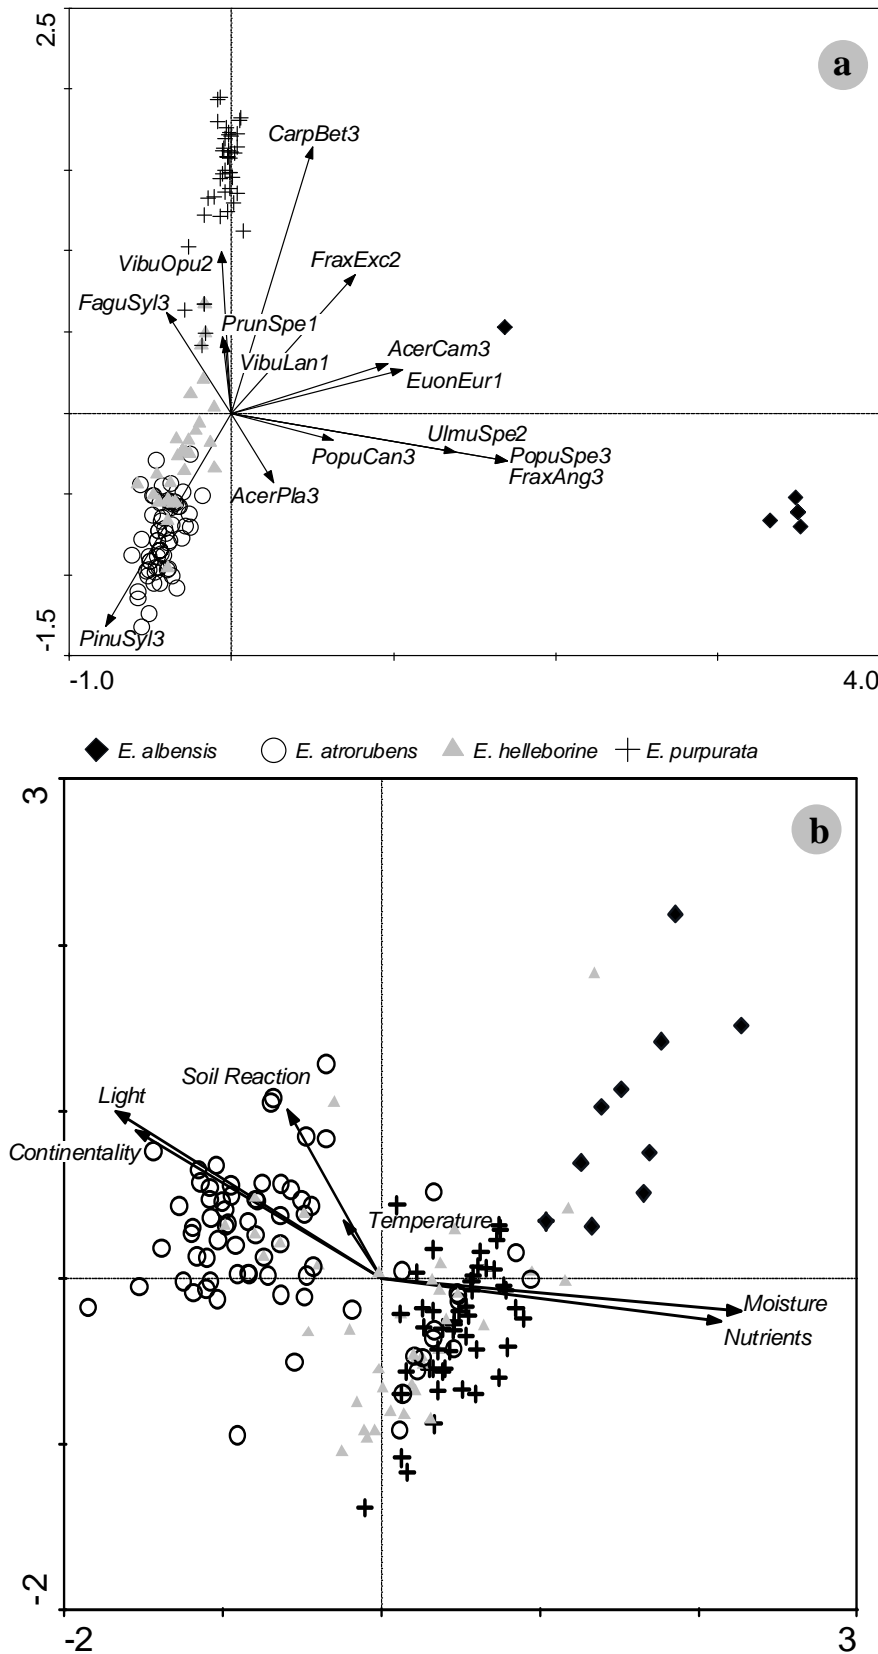 2.5
a
CarpBet3
VibuOpu2
FraxExc2
FaguSyl3
PrunSpe1
AcerCam3
VibuLan1
EuonEur1
UlmuSpe2
PopuCan3
PopuSpe3
FraxAng3
AcerPla3
PinuSyl3
-1.5
-1.0 4.0
E. albensis E. atrorubens E. helleborine E. purpurata
3
b
Soil Reaction
Light
Continentality
Temperature
Moisture
Nutrients
-2
-2 3